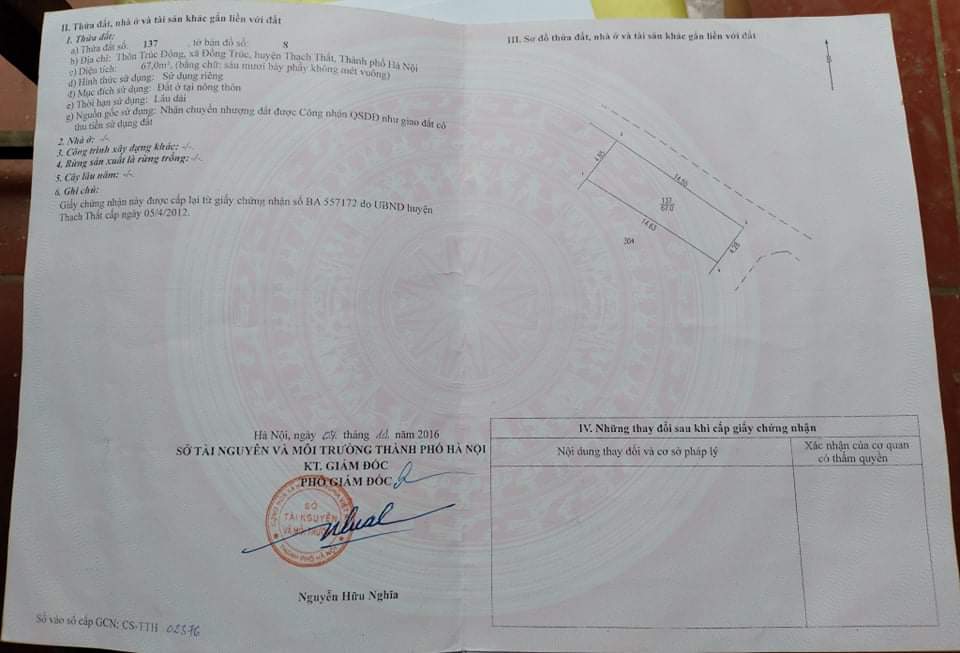 II. Thửa đất, nhà ở và tài sản khác gắn liền với đất
1. Thửa đất:
a) Thửa đất số: 137 , tờ bản đồ số: 8
b) Địa chỉ: Thôn Trúc Động, xã Đồng Trúc, huyện Thạch Thất, Thành phố Hà Nội
c) Diện tích: 67,0m², (bằng chữ: sáu mươi bảy phẩy không mét vuông)
d) Hình thức sử dụng: Sử dụng riêng
đ) Mục đích sử dụng: Đất ở tại nông thôn
e) Thời hạn sử dụng: Lâu dài
g) Nguồn gốc sử dụng: Nhận chuyển nhượng đất được Công nhận QSDĐ như giao đất có
thu tiền sử dụng đất
2. Nhà ở: -/-
3. Công trình xây dựng khác: -/-
4. Rừng sản xuất là rừng trồng: -/-
5. Cây lâu năm: -/-
6. Ghi chú:
Giấy chứng nhận này được cấp lại từ giấy chứng nhận số BA 557172 do UBND huyện
Thạch Thất cấp ngày 05/4/2012.
Hà Nội, ngày 04 tháng 11 năm 2016
SỞ TÀI NGUYÊN VÀ MÔI TRƯỜNG THÀNH PHỐ HÀ NỘI
KT. GIÁM ĐỐC
PHÓ GIÁM ĐỐC
SỞ
TÀI NGUYÊN
VÀ MÔI TRƯỜNG
THÀNH PHỐ HÀ NỘI
Nguyễn Hữu Nghĩa
Số vào sổ cấp GCN: CS-TTH 02376
III. Sơ đồ thửa đất, nhà ở và tài sản khác gắn liền với đất
4.95
14.50
137
67.0
14.63
4.28
304
IV. Những thay đổi sau khi cấp giấy chứng nhận
Nội dung thay đổi và cơ sở pháp lý
Xác nhận của cơ quan
có thẩm quyền